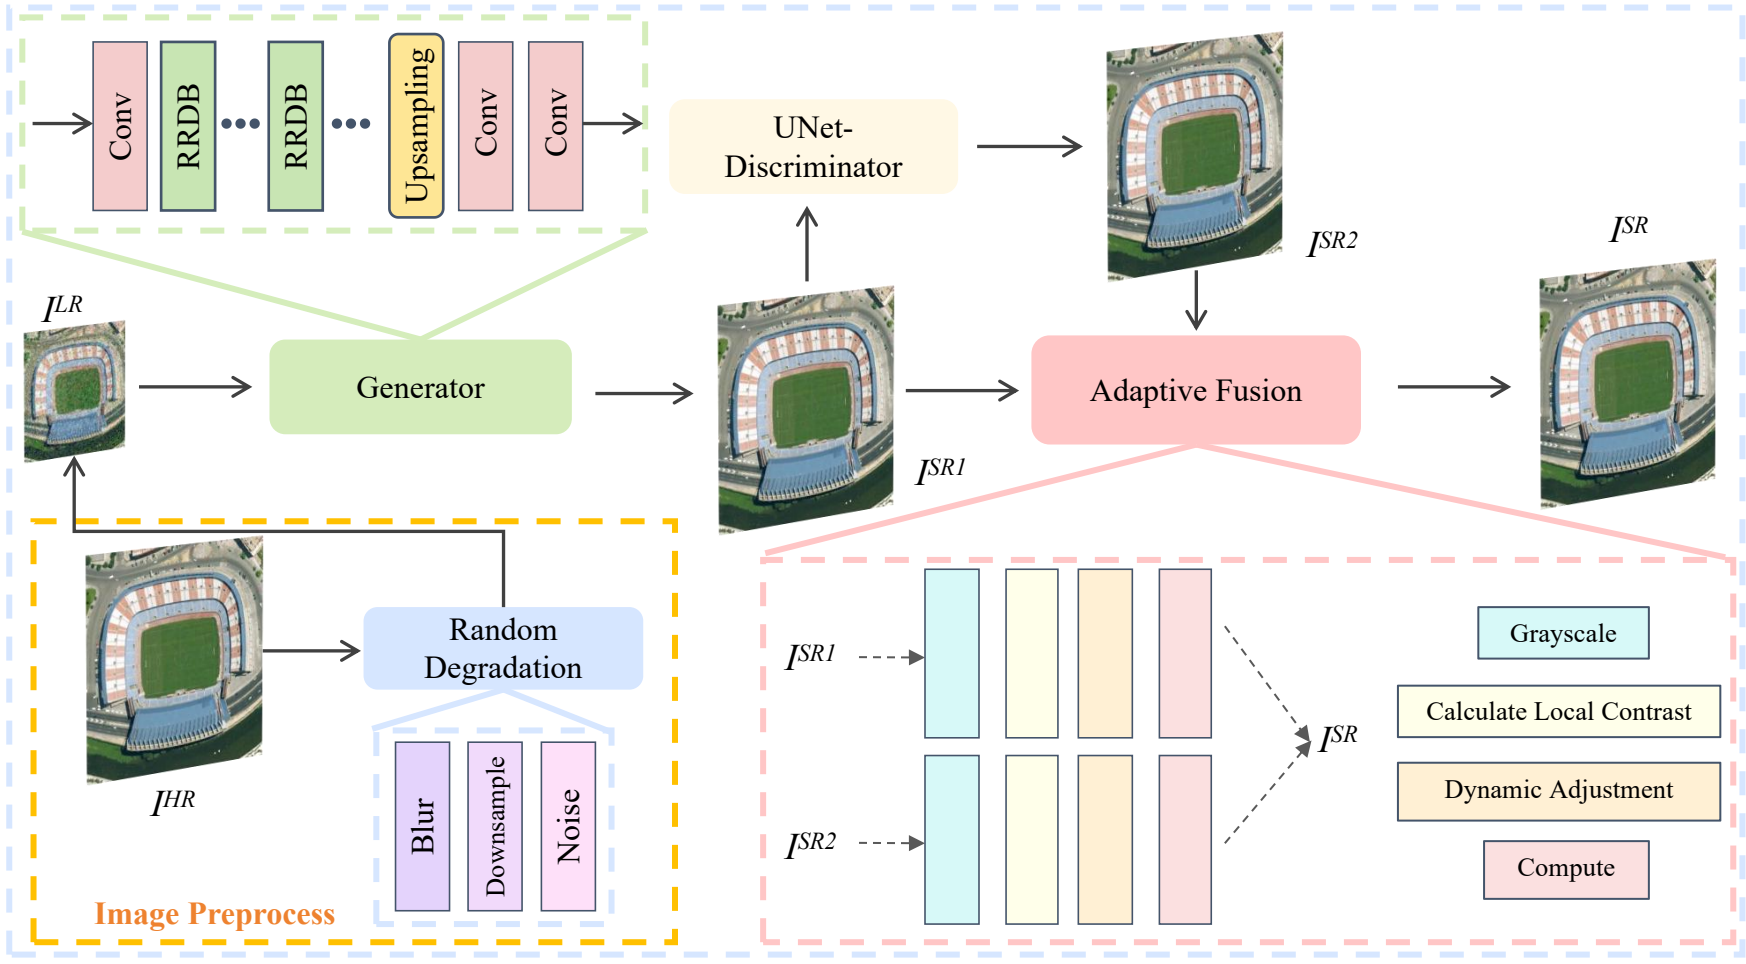 Conv
RRDB
RRDB
Upsampling
Conv
Conv
UNet-
Discriminator
I^{SR2}
I^{SR}
I^{LR}
Generator
Adaptive Fusion
I^{SR1}
Random
Degradation
I^{HR}
Blur
Downsample
Noise
Image Preprocess
I^{SR1}
I^{SR2}
I^{SR}
Grayscale
Calculate Local Contrast
Dynamic Adjustment
Compute